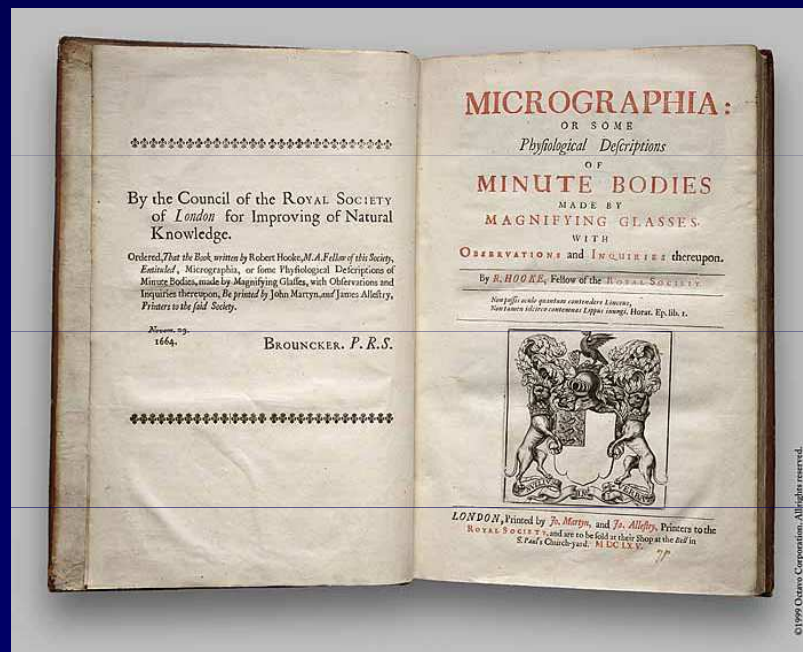 By the Council of the ROYAL SOCIETY
of London for Improving of Natural
Knowledge.
Ordered, That the Book written by Robert Hooke, M.A. Fellow of this Society,
Entituled, Micrographia, or some Phyſiological Deſcriptions of
Minute Bodies, made by Magnifying Glaſſes, with Obſervations and
Inquiries thereupon, Be printed by John Martyn, and James Alleſtry,
Printers to the ſaid Society.
Novem. 23.
1664.
BROUNCKER. P.R.S.
MICROGRAPHIA:
OR SOME
Phyſiological Deſcriptions
OF
MINUTE BODIES
MADE BY
MAGNIFYING GLASSES.
WITH
OBSERVATIONS and INQUIRIES thereupon.
By R. HOOKE, Fellow of the ROYAL SOCIETY.
Non poſſis oculo quantum contendere Linceus,
Non tamen idcirco contemnas Lippus inungi. Horat. Ep. lib. 1.
NULLIUS IN VERBA
LONDON, Printed by Jo. Martyn, and Ja. Alleſtry, Printers to the
ROYAL SOCIETY, and are to be ſold at their Shop at the Bell in
S. Paul's Church-yard. M DC LX V.
©1999 Octavo Corporation. All rights reserved.